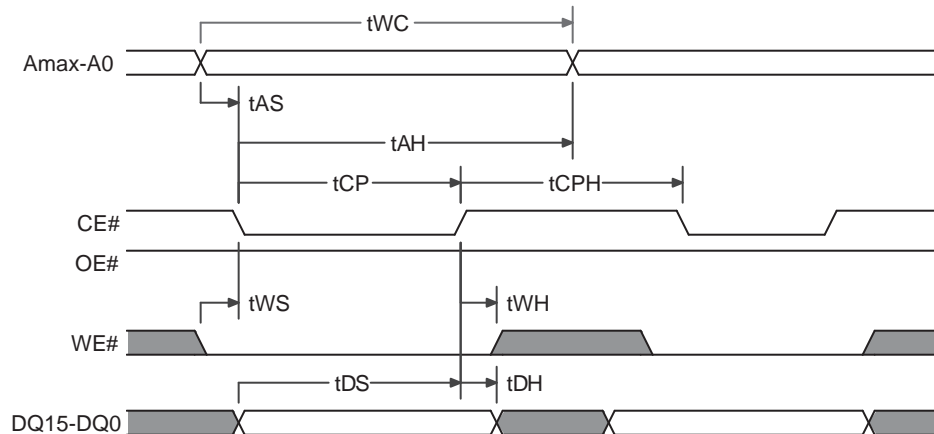 tWC
Amax-A0
tAS
tAH
tCP
tCPH
CE#
OE#
tWS
tWH
WE#
tDS
tDH
DQ15-DQ0